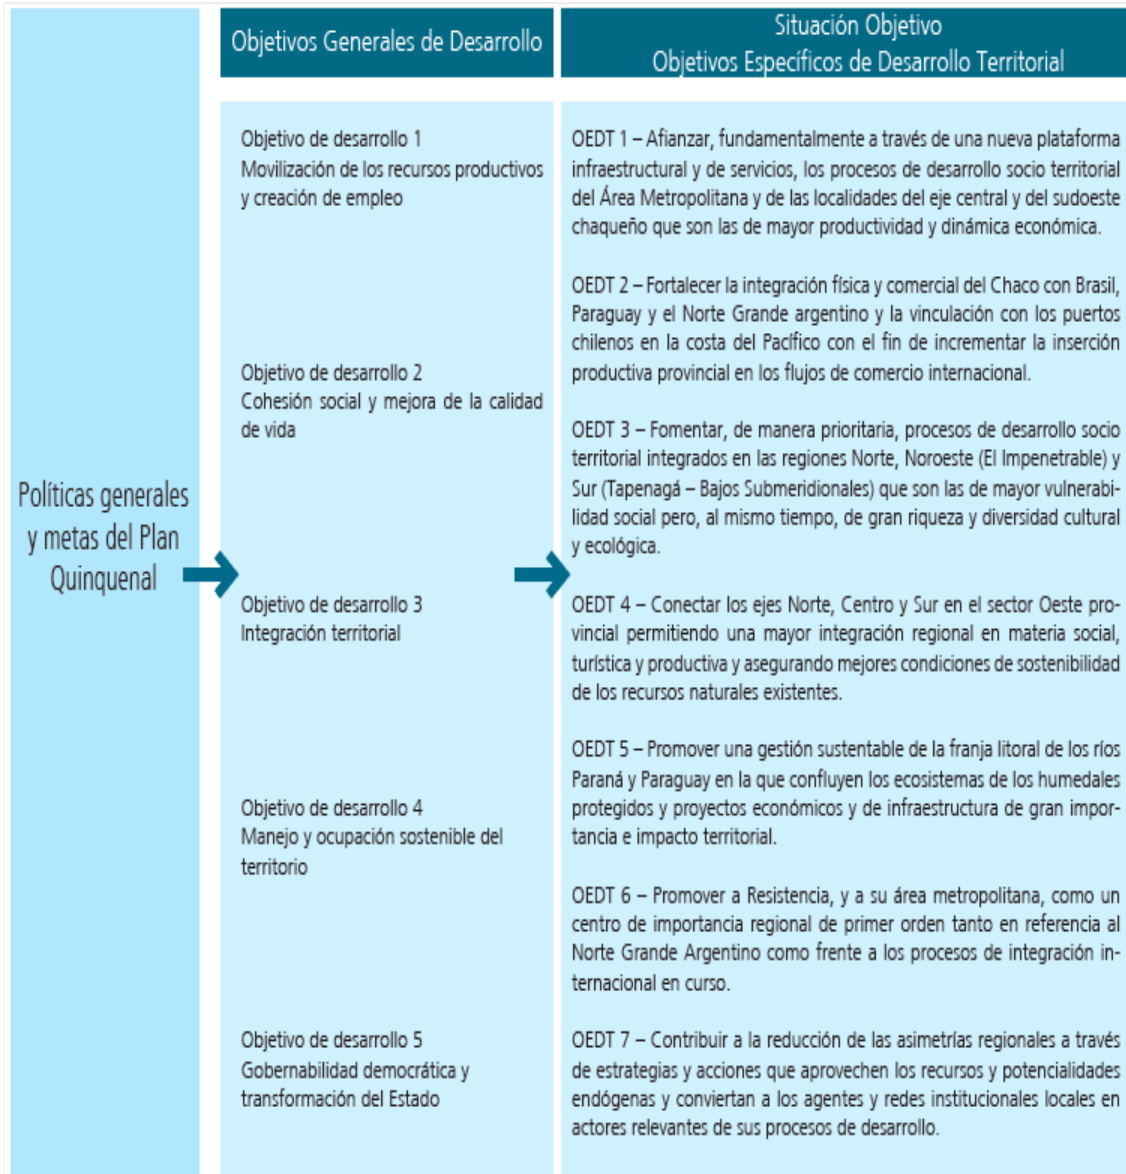 Objetivos Generales de Desarrollo
Situación Objetivo
Objetivos Específicos de Desarrollo Territorial
Políticas generales
y metas del Plan
Quinquenal
Objetivo de desarrollo 1
Movilización de los recursos productivos
y creación de empleo
Objetivo de desarrollo 2
Cohesión social y mejora de la calidad
de vida
Objetivo de desarrollo 3
Integración territorial
Objetivo de desarrollo 4
Manejo y ocupación sostenible del
territorio
Objetivo de desarrollo 5
Gobernabilidad democrática y
transformación del Estado
OEDT 1 – Afianzar, fundamentalmente a través de una nueva plataforma
infraestructural y de servicios, los procesos de desarrollo socio territorial
del Área Metropolitana y de las localidades del eje central y del sudoeste
chaqueño que son las de mayor productividad y dinámica económica.
OEDT 2 – Fortalecer la integración física y comercial del Chaco con Brasil,
Paraguay y el Norte Grande argentino y la vinculación con los puertos
chilenos en la costa del Pacífico con el fin de incrementar la inserción
productiva provincial en los flujos de comercio internacional.
OEDT 3 – Fomentar, de manera prioritaria, procesos de desarrollo socio
territorial integrados en las regiones Norte, Noroeste (El Impenetrable) y
Sur (Tapenagá – Bajos Submeridionales) que son las de mayor vulnerabi-
lidad social pero, al mismo tiempo, de gran riqueza y diversidad cultural
y ecológica.
OEDT 4 – Conectar los ejes Norte, Centro y Sur en el sector Oeste pro-
vincial permitiendo una mayor integración regional en materia social,
turística y productiva y asegurando mejores condiciones de sostenibilidad
de los recursos naturales existentes.
OEDT 5 – Promover una gestión sustentable de la franja litoral de los ríos
Paraná y Paraguay en la que confluyen los ecosistemas de los humedales
protegidos y proyectos económicos y de infraestructura de gran impor-
tancia e impacto territorial.
OEDT 6 – Promover a Resistencia, y a su área metropolitana, como un
centro de importancia regional de primer orden tanto en referencia al
Norte Grande Argentino como frente a los procesos de integración in-
ternacional en curso.
OEDT 7 – Contribuir a la reducción de las asimetrías regionales a través
de estrategias y acciones que aprovechen los recursos y potencialidades
endógenas y conviertan a los agentes y redes institucionales locales en
actores relevantes de sus procesos de desarrollo.